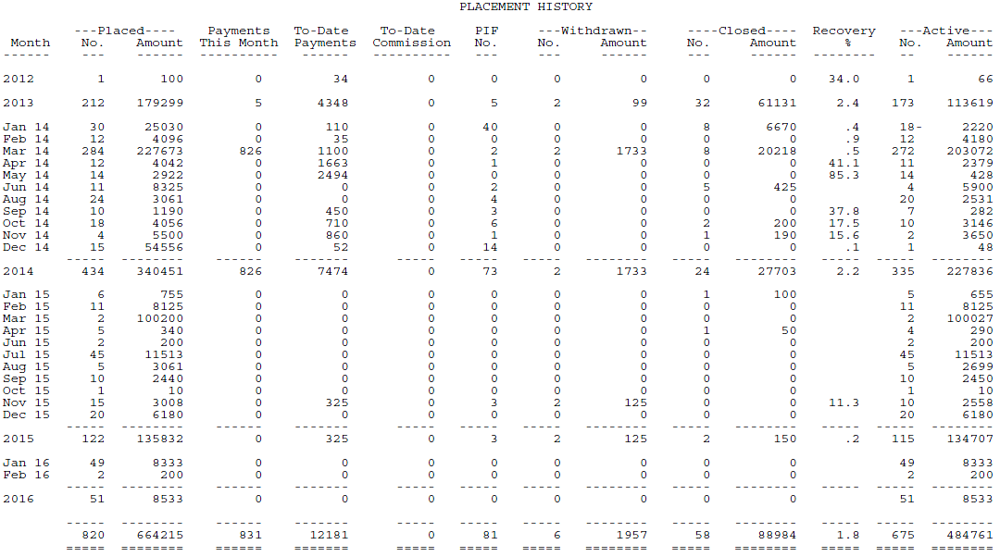 PLACEMENT HISTORY
---Placed---- Payments To-Date To-Date PIF ---Withdrawn-- ----Closed---- Recovery ---Active---
Month No. Amount This Month Payments Commission No. No. Amount No. Amount % No. Amount
------ --- ------ ---------- -------- ---------- --- --- ------ --- ------ -------- --- ------
2012 1 100 0 34 0 0 0 0 0 0 34.0 1 66
2013 212 179299 5 4348 0 5 2 99 32 61131 2.4 173 113619
Jan 14 30 25030 0 110 0 40 0 0 8 6670 .4 18- 2220
Feb 14 12 4096 0 35 0 0 0 0 0 0 .9 12 4180
Mar 14 284 227673 826 1100 0 2 2 1733 8 20218 .5 272 203072
Apr 14 12 4042 0 1663 0 1 0 0 0 0 41.1 11 2379
May 14 14 2922 0 2494 0 0 0 0 0 0 85.3 14 428
Jun 14 11 8325 0 0 0 2 0 0 5 425 4 5900
Aug 14 24 3061 0 0 0 4 0 0 0 0 20 2531
Sep 14 10 1190 0 450 0 3 0 0 0 0 37.8 7 282
Oct 14 18 4056 0 710 0 6 0 0 2 200 17.5 10 3146
Nov 14 4 5500 0 860 0 1 0 0 1 190 15.6 2 3650
Dec 14 15 54556 0 52 0 14 0 0 0 0 .1 1 48
----- -------- ------ ------- ----- ----- ----- -------- ----- -------- ----- ----- --------
2014 434 340451 826 7474 0 73 2 1733 24 27703 2.2 335 227836
Jan 15 6 755 0 0 0 0 0 0 1 100 5 655
Feb 15 11 8125 0 0 0 0 0 0 0 0 11 8125
Mar 15 2 100200 0 0 0 0 0 0 0 0 2 100027
Apr 15 5 340 0 0 0 0 0 0 1 50 4 290
Jun 15 2 200 0 0 0 0 0 0 0 0 2 200
Jul 15 45 11513 0 0 0 0 0 0 0 0 45 11513
Aug 15 5 3061 0 0 0 0 0 0 0 0 5 2699
Sep 15 10 2440 0 0 0 0 0 0 0 0 10 2450
Oct 15 1 10 0 0 0 0 0 0 0 0 1 10
Nov 15 15 3008 0 325 0 3 2 125 0 0 11.3 10 2558
Dec 15 20 6180 0 0 0 0 0 0 0 0 20 6180
----- -------- ------ ------- ----- ----- ----- -------- ----- -------- ----- ----- --------
2015 122 135832 0 325 0 3 2 125 2 150 .2 115 134707
Jan 16 49 8333 0 0 0 0 0 0 0 0 49 8333
Feb 16 2 200 0 0 0 0 0 0 0 0 2 200
----- -------- ------ ------- ----- ----- ----- -------- ----- -------- ----- ----- --------
2016 51 8533 0 0 0 0 0 0 0 0 51 8533
----- -------- ------ ------- ----- ----- ----- -------- ----- -------- ----- ----- --------
820 664215 831 12181 0 81 6 1957 58 88984 1.8 675 484761
===== ======== ====== ======= ===== ===== ===== ======== ===== ======== ===== ===== ========